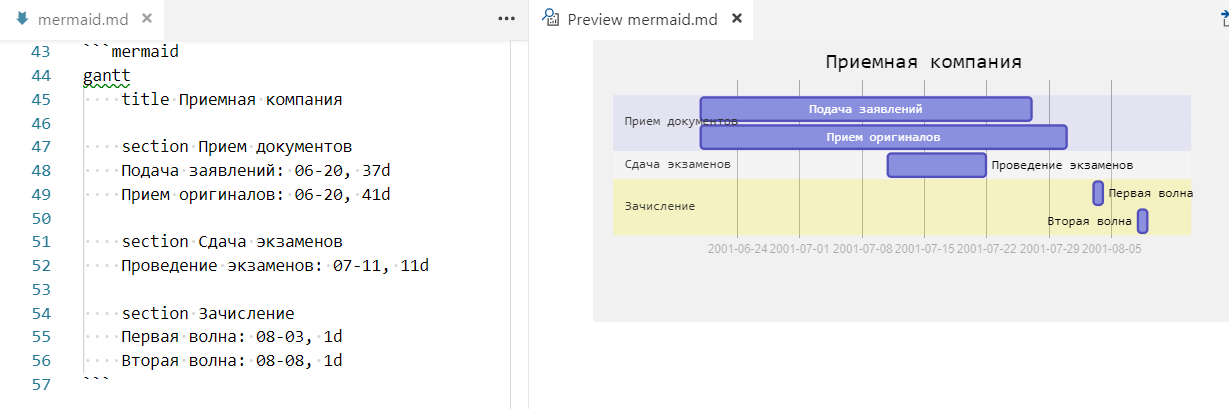 mermaid.md ×
43 ```mermaid
44 gantt
45 title Приемная компания
46
47 section Прием документов
48 Подача заявлений: 06-20, 37d
49 Прием оригиналов: 06-20, 41d
50
51 section Сдача экзаменов
52 Проведение экзаменов: 07-11, 11d
53
54 section Зачисление
55 Первая волна: 08-03, 1d
56 Вторая волна: 08-08, 1d
57 ```
Preview mermaid.md ×
Приемная компания
Подача заявлений
Прием документов
Прием оригиналов
Сдача экзаменов
Проведение экзаменов
Первая волна
Зачисление
Вторая волна
2001-06-24 2001-07-01 2001-07-08 2001-07-15 2001-07-22 2001-07-29 2001-08-05